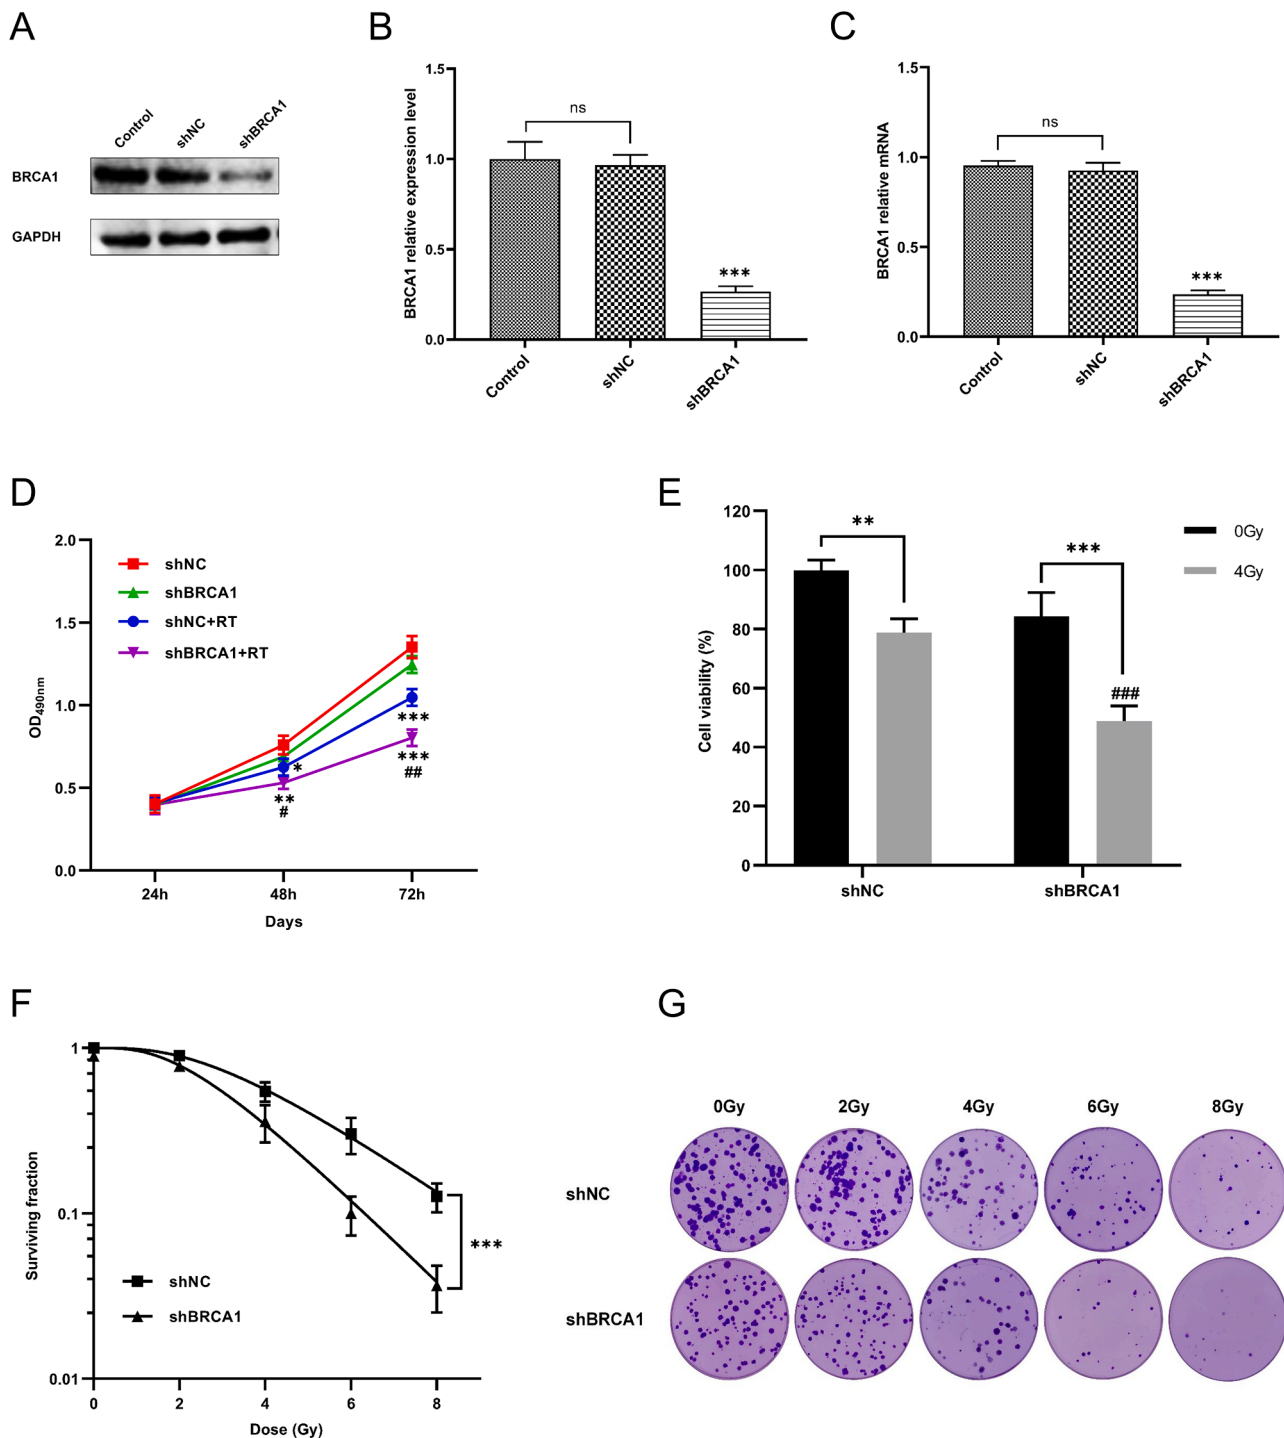 A
Control
shNC
shBRCA1
BRCA1
GAPDH
B
BRCA1 relative expression level
1.5
1.0
0.5
0.0
ns
***
Control
shNC
shBRCA1
C
BRCA1 relative mRNA
1.5
1.0
0.5
0.0
ns
***
Control
shNC
shBRCA1
D
OD490nm
2.0
1.5
1.0
0.5
0.0
shNC
shBRCA1
shNC+RT
shBRCA1+RT
*
**
#
***
***
##
24h
48h
72h
Days
E
Cell viability (%)
120
100
80
60
40
20
0
**
***
###
0Gy
4Gy
shNC
shBRCA1
F
Surviving fraction
1
0.1
0.01
***
shNC
shBRCA1
0
2
4
6
8
Dose (Gy)
G
0Gy
2Gy
4Gy
6Gy
8Gy
shNC
shBRCA1